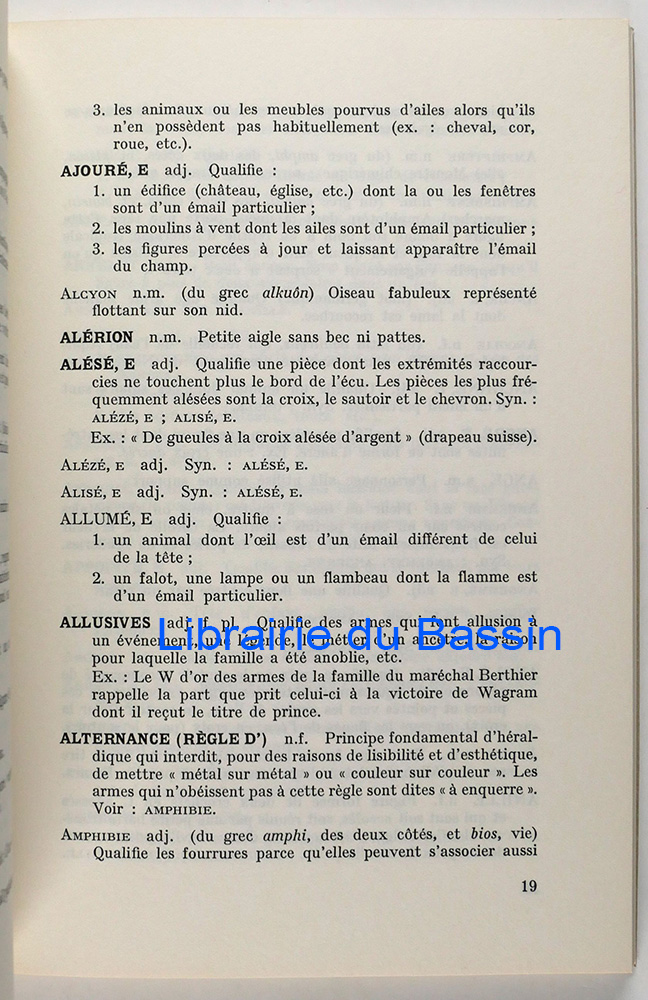 3. les animaux ou les meubles pourvus d'ailes alors qu'ils
n'en possèdent pas habituellement (ex. : cheval, cor,
roue, etc.).
AJOURÉ, E adj. Qualifie :
1. un édifice (château, église, etc.) dont la ou les fenêtres
sont d'un émail particulier ;
2. les moulins à vent dont les ailes sont d'un émail particulier ;
3. les figures percées à jour et laissant apparaître l'émail
du champ.
ALCYON n.m. (du grec alkuôn) Oiseau fabuleux représenté
flottant sur son nid.
ALÉRION n.m. Petite aigle sans bec ni pattes.
ALÉSÉ, E adj. Qualifie une pièce dont les extrémités raccour-
cies ne touchent plus le bord de l'écu. Les pièces les plus fré-
quemment alésées sont la croix, le sautoir et le chevron. Syn. :
ALÉZÉ, E ; ALISÉ, E.
Ex. : « De gueules à la croix alésée d'argent » (drapeau suisse).
ALÉZÉ, E adj. Syn. : ALÉSÉ, E.
ALISÉ, E adj. Syn. : ALÉSÉ, E.
ALLUMÉ, E adj. Qualifie :
1. un animal dont l'œil est d'un émail différent de celui
de la tête ;
2. un falot, une lampe ou un flambeau dont la flamme est
d'un émail particulier.
ALLUSIVES adj. f. pl. Qualifie des armes qui font allusion à
un événement, une légende, le métier d'un ancêtre, la raison
pour laquelle la famille a été anoblie, etc.
Librairie du Bassin
Ex. : Le W d'or des armes de la famille du maréchal Berthier
rappelle la part que prit celui-ci à la victoire de Wagram
dont il reçut le titre de prince.
ALTERNANCE (RÈGLE D') n.f. Principe fondamental d'héral-
dique qui interdit, pour des raisons de lisibilité et d'esthétique,
de mettre « métal sur métal » ou « couleur sur couleur ». Les
armes qui n'obéissent pas à cette règle sont dites « à enquerre ».
Voir : AMPHIBIE.
AMPHIBIE adj. (du grec amphi, des deux côtés, et bios, vie)
Qualifie les fourrures parce qu'elles peuvent s'associer aussi
19